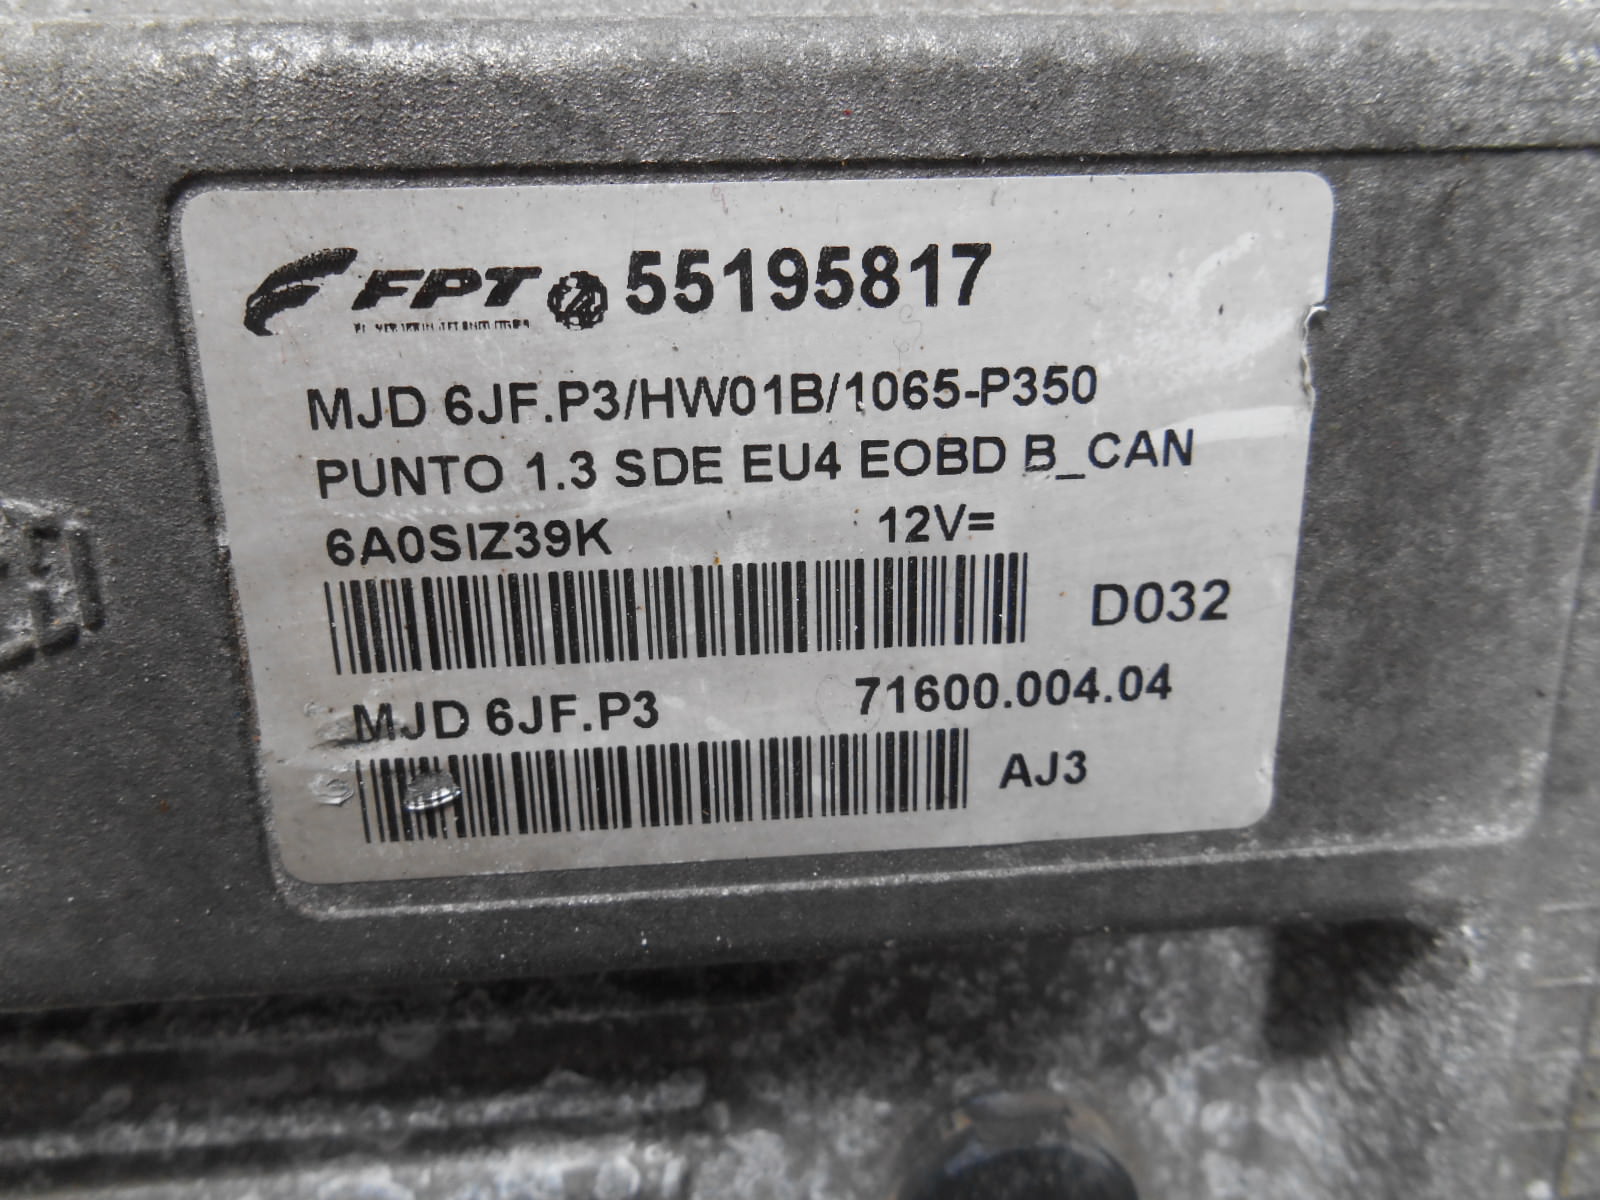 FPT 55195817
MJD 6JF.P3/HW01B/1065-P350
PUNTO 1.3 SDE EU4 EOBD B_CAN
6A0SIZ39K 12V=
D032
MJD 6JF.P3 71600.004.04
AJ3